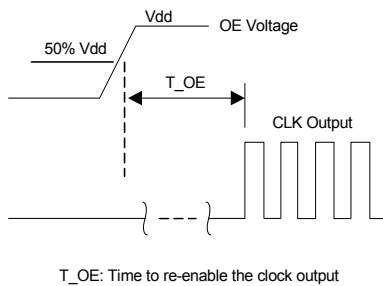 Vdd
OE Voltage
50% Vdd
T_OE
CLK Output
T_OE: Time to re-enable the clock output